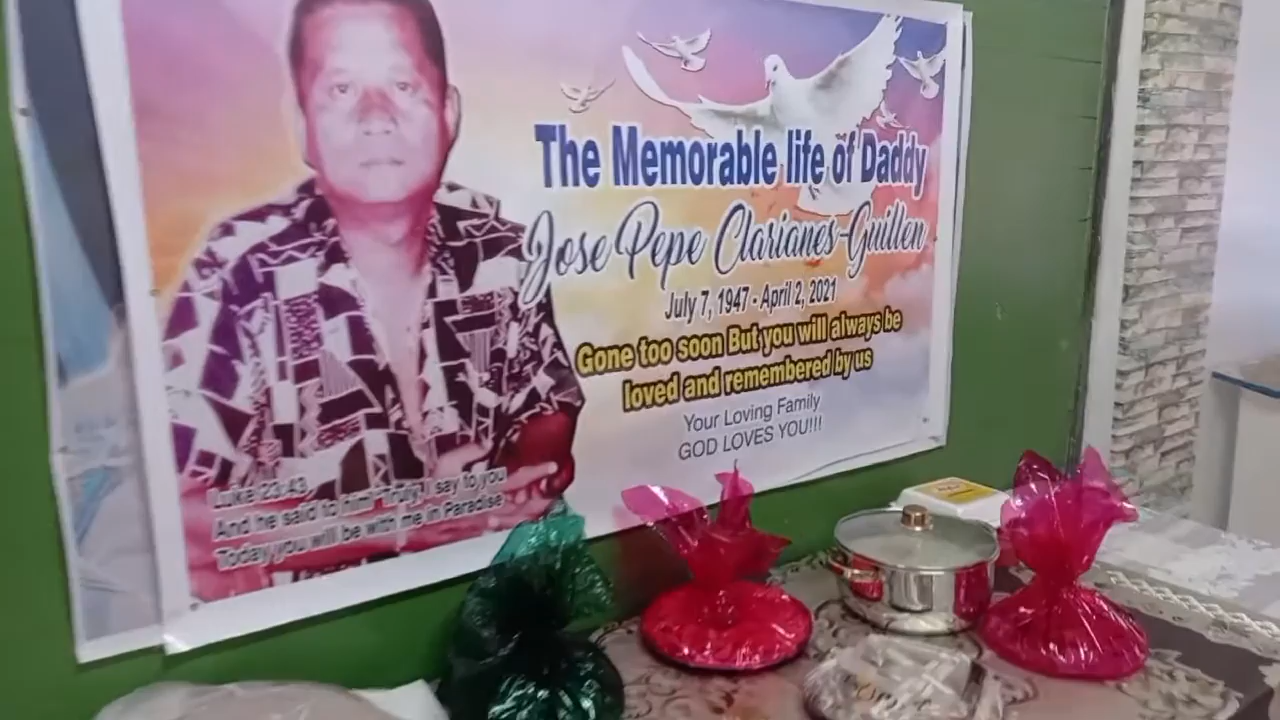 The Memorable life of Daddy
Jose Pepe Clarianes-Guillen
July 7, 1947 - April 2, 2021
Gone too soon But you will always be
loved and remembered by us
Your Loving Family
GOD LOVES YOU!!!
Luke 23:43
And he said to him "Truly, I say to you
Today you will be with me in Paradise